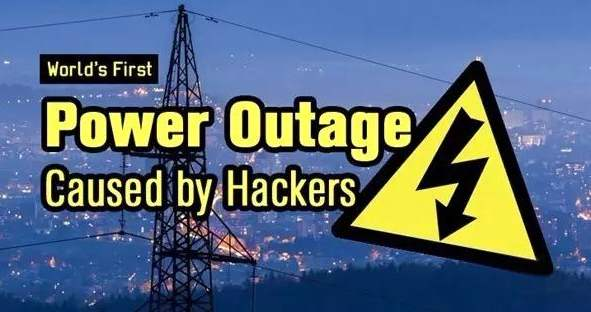 World's First
Power Outage
Caused by Hackers